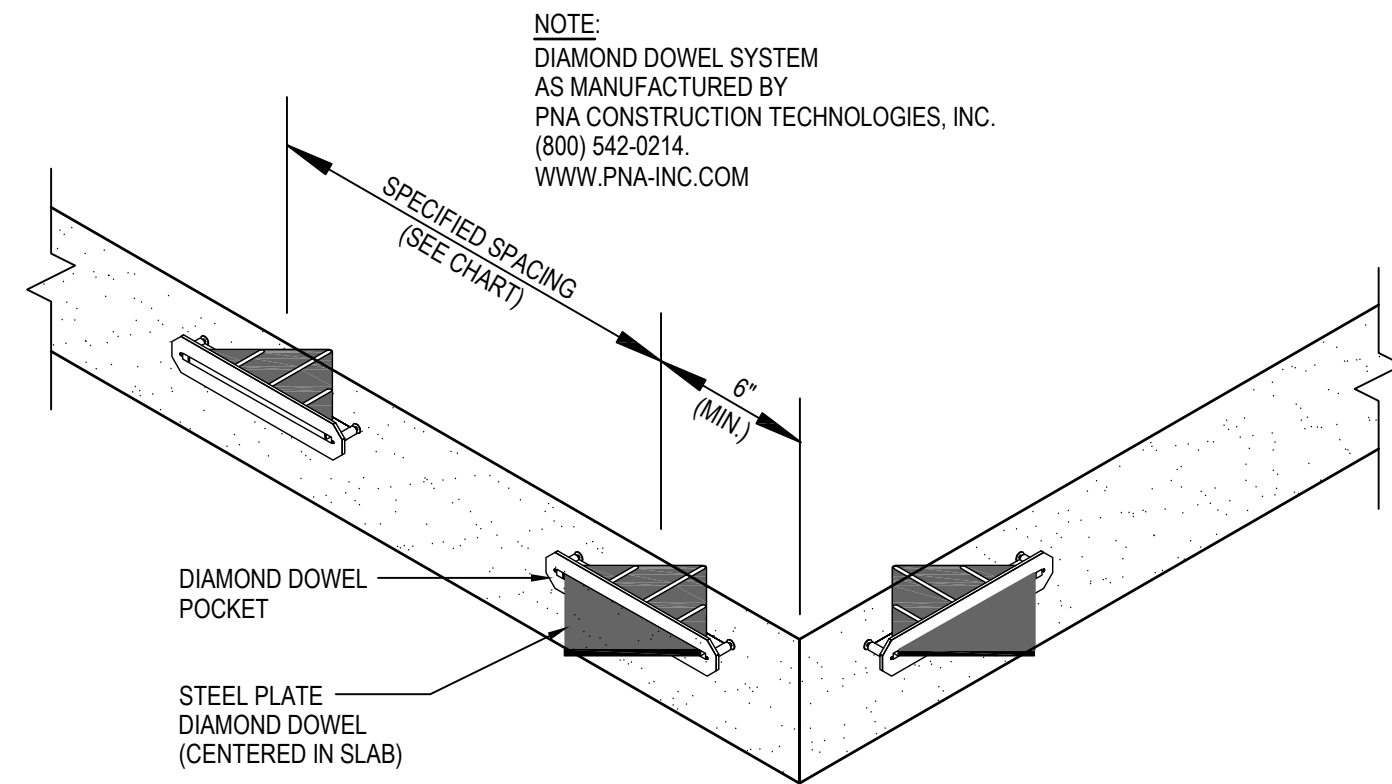 NOTE:
DIAMOND DOWEL SYSTEM
AS MANUFACTURED BY
PNA CONSTRUCTION TECHNOLOGIES, INC.
(800) 542-0214.
WWW.PNA-INC.COM
SPECIFIED SPACING
(SEE CHART)
6"
(MIN.)
DIAMOND DOWEL
POCKET
STEEL PLATE
DIAMOND DOWEL
(CENTERED IN SLAB)